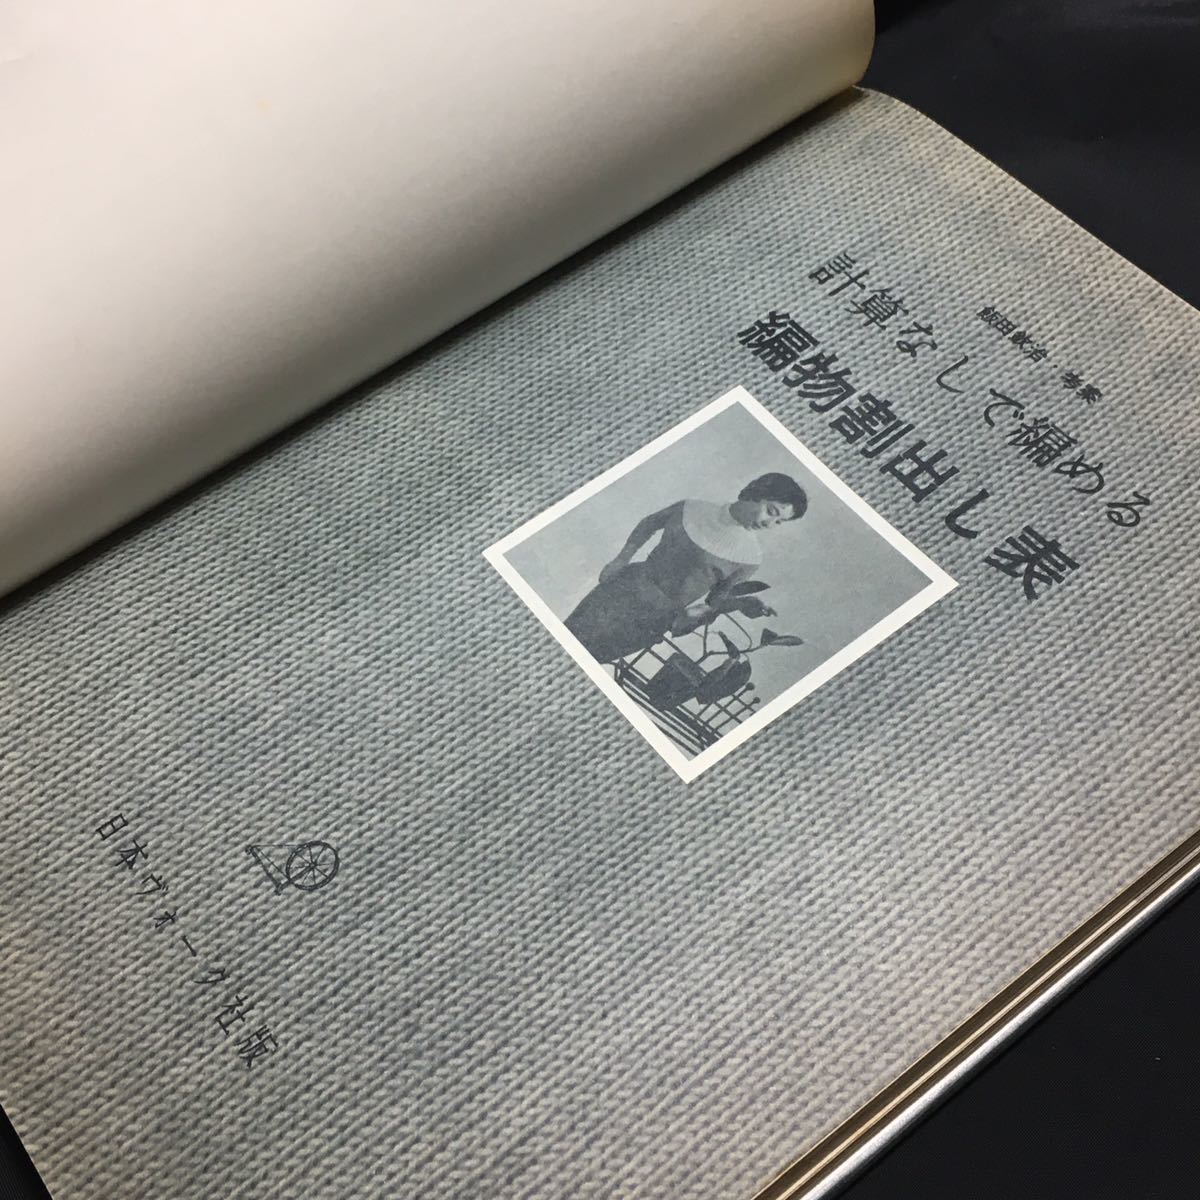 飯田欽治・考案
計算なしで編める
編物割出し表
日本ヴォーグ社版